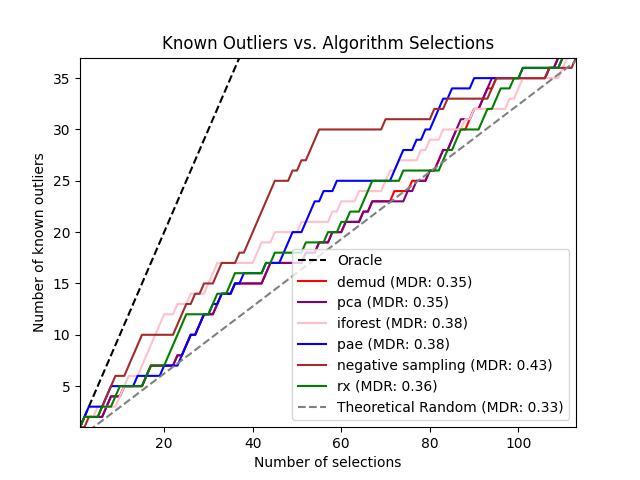 Known Outliers vs. Algorithm Selections
Number of known outliers
35
30
25
20
15
10
5
Oracle
demud (MDR: 0.35)
pca (MDR: 0.35)
iforest (MDR: 0.38)
pae (MDR: 0.38)
negative sampling (MDR: 0.43)
rx (MDR: 0.36)
Theoretical Random (MDR: 0.33)
20 40 60 80 100
Number of selections